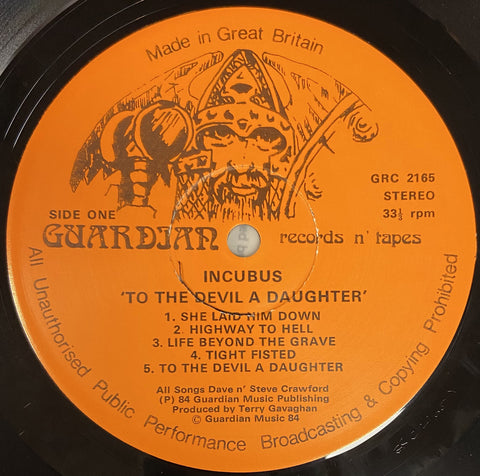 Made in Great Britain
GRC 2165
STEREO
33⅓ rpm
SIDE ONE
GUARDIAN records n' tapes
INCUBUS
'TO THE DEVIL A DAUGHTER'
1. SHE LAID HIM DOWN
2. HIGHWAY TO HELL
3. LIFE BEYOND THE GRAVE
4. TIGHT FISTED
5. TO THE DEVIL A DAUGHTER
All Songs Dave n' Steve Crawford
(P) 84 Guardian Music Publishing
Produced by Terry Gavaghan
© Guardian Music 84
All Unauthorised Public Performance Broadcasting & Copying Prohibited